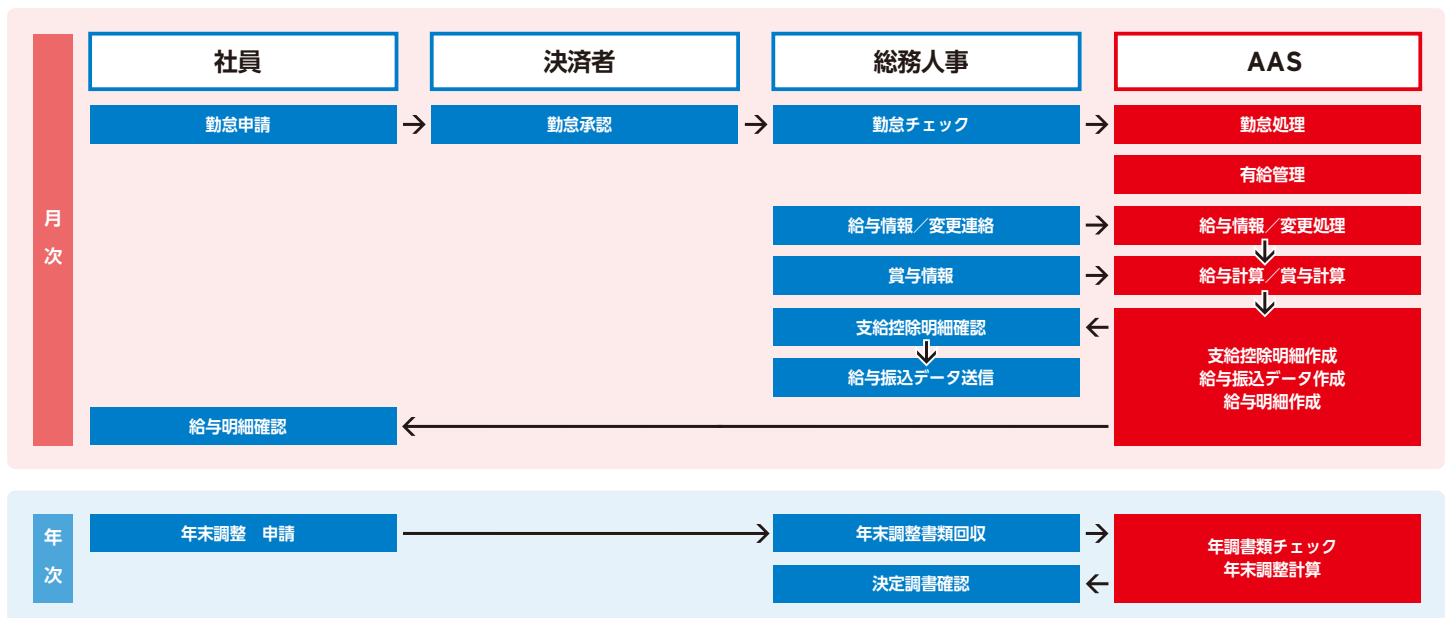 社員
決済者
総務人事
AAS
月次
勤怠申請
勤怠承認
勤怠チェック
勤怠処理
有給管理
給与情報／変更連絡
給与情報／変更処理
賞与情報
給与計算／賞与計算
支給控除明細確認
給与振込データ送信
支給控除明細作成
給与振込データ作成
給与明細作成
給与明細確認
年次
年末調整　申請
年末調整書類回収
年調書類チェック
年末調整計算
決定調書確認